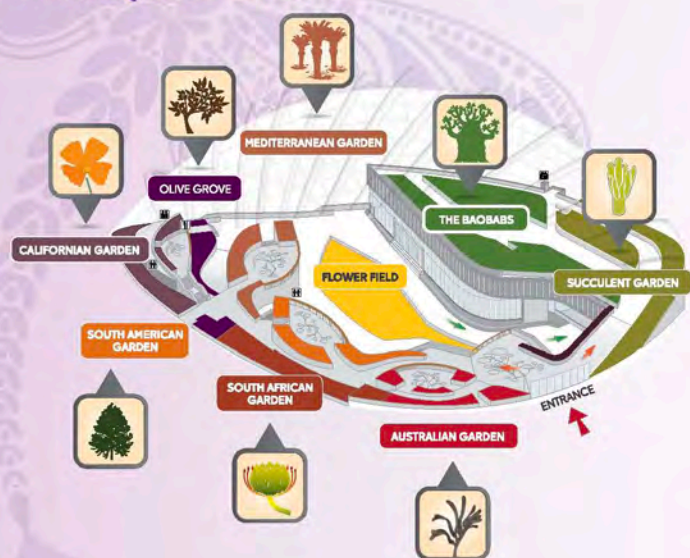 MEDITERRANEAN GARDEN
OLIVE GROVE
THE BAOBABS
CALIFORNIAN GARDEN
FLOWER FIELD
SUCCULENT GARDEN
SOUTH AMERICAN
GARDEN
SOUTH AFRICAN
GARDEN
ENTRANCE
AUSTRALIAN GARDEN